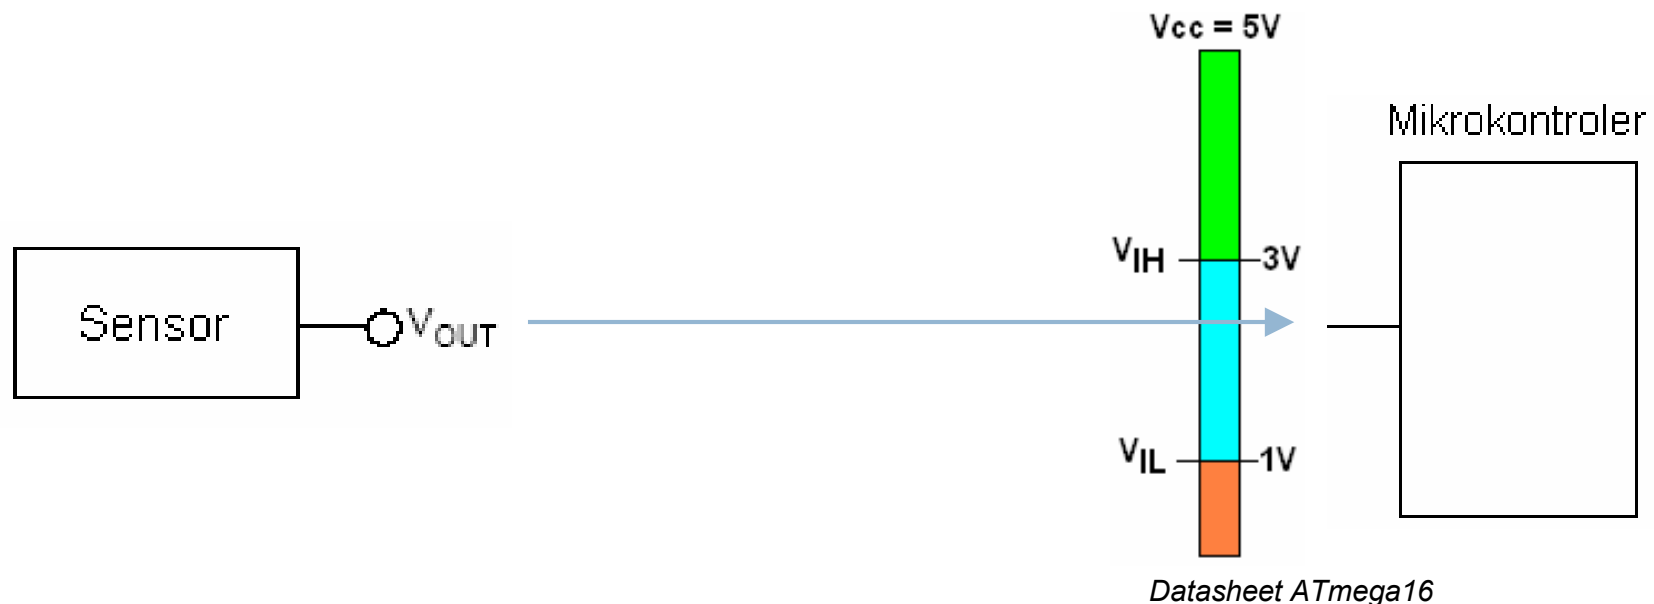 Vcc = 5V
Mikrokontroler
VIH
3V
Sensor
VOUT
VIL
1V
Datasheet ATmega16